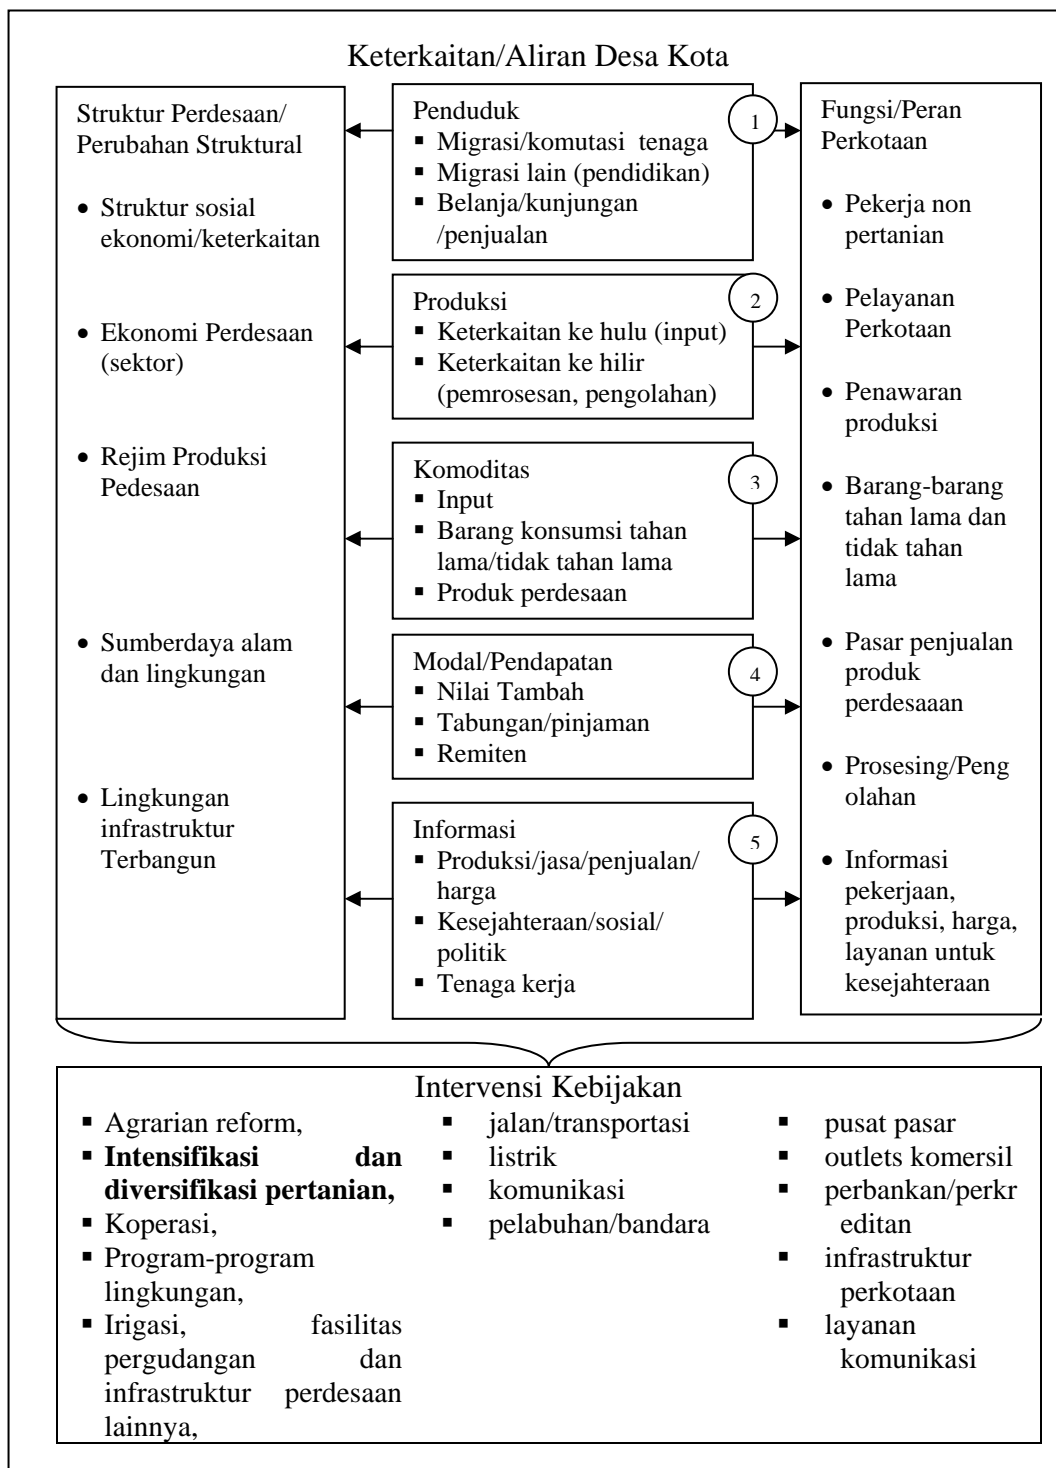 Keterkaitan/Aliran Desa Kota
Struktur Perdesaan/
Perubahan Struktural
• Struktur sosial
ekonomi/keterkaitan
• Ekonomi Perdesaan
(sektor)
• Rejim Produksi
Pedesaan
• Sumberdaya alam
dan lingkungan
• Lingkungan
infrastruktur
Terbangun
Penduduk
1
▪ Migrasi/komutasi tenaga
▪ Migrasi lain (pendidikan)
▪ Belanja/kunjungan
/penjualan
Produksi
2
▪ Keterkaitan ke hulu (input)
▪ Keterkaitan ke hilir
(pemrosesan, pengolahan)
Komoditas
3
▪ Input
▪ Barang konsumsi tahan
lama/tidak tahan lama
▪ Produk perdesaan
Modal/Pendapatan
4
▪ Nilai Tambah
▪ Tabungan/pinjaman
▪ Remiten
Informasi
5
▪ Produksi/jasa/penjualan/
harga
▪ Kesejahteraan/sosial/
politik
▪ Tenaga kerja
Fungsi/Peran
Perkotaan
• Pekerja non
pertanian
• Pelayanan
Perkotaan
• Penawaran
produksi
• Barang-barang
tahan lama dan
tidak tahan
lama
• Pasar penjualan
produk
perdesaaan
• Prosesing/Peng
olahan
• Informasi
pekerjaan,
produksi, harga,
layanan untuk
kesejahteraan
Intervensi Kebijakan
▪ Agrarian reform,
▪ Intensifikasi dan
diversifikasi pertanian,
▪ Koperasi,
▪ Program-program
lingkungan,
▪ Irigasi, fasilitas
pergudangan dan
infrastruktur perdesaan
lainnya,
▪ jalan/transportasi
▪ listrik
▪ komunikasi
▪ pelabuhan/bandara
▪ pusat pasar
▪ outlets komersil
▪ perbankan/perkr
editan
▪ infrastruktur
perkotaan
▪ layanan
komunikasi